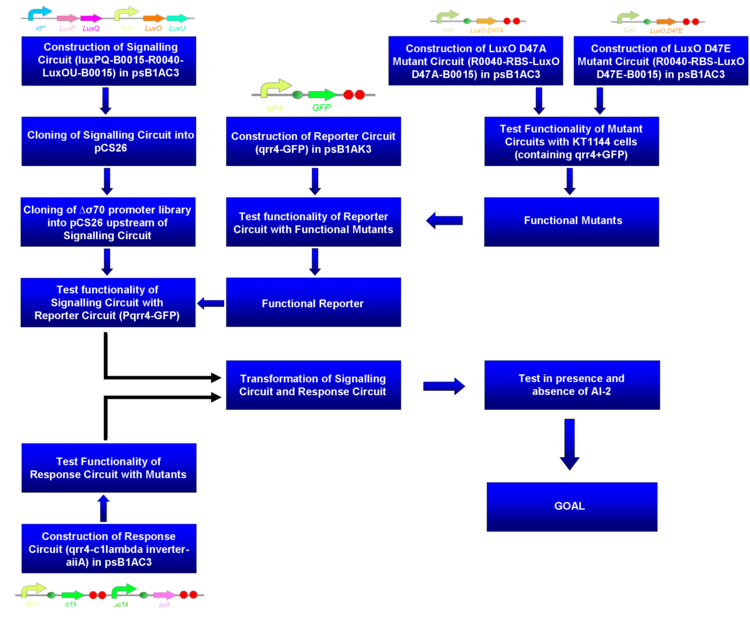 LuxP LuxQ LuxO LuxU
TetR LuxO D47A
TetR LuxO D47E
Construction of Signalling
Circuit (luxPQ-B0015-R0040-
LuxOU-B0015) in psB1AC3
Construction of LuxO D47A
Mutant Circuit (R0040-RBS-LuxO
D47A-B0015) in psB1AC3
Construction of LuxO D47E
Mutant Circuit (R0040-RBS-LuxO
D47E-B0015) in psB1AC3
qrr4 GFP
Cloning of Signalling Circuit into
pCS26
Construction of Reporter Circuit
(qrr4-GFP) in psB1AK3
Test Functionality of Mutant
Circuits with KT1144 cells
(containing qrr4+GFP)
Cloning of Δσ70 promoter library
into pCS26 upstream of
Signalling Circuit
Test functionality of Reporter
Circuit with Functional Mutants
Functional Mutants
Test functionality of
Signalling Circuit with
Reporter Circuit (Pqrr4-GFP)
Functional Reporter
Transformation of Signalling
Circuit and Response Circuit
Test in presence and
absence of AI-2
Test Functionality of
Response Circuit with Mutants
GOAL
Construction of Response
Circuit (qrr4-c1lambda inverter-
aiiA) in psB1AC3
qrr4 c1λ aiiA